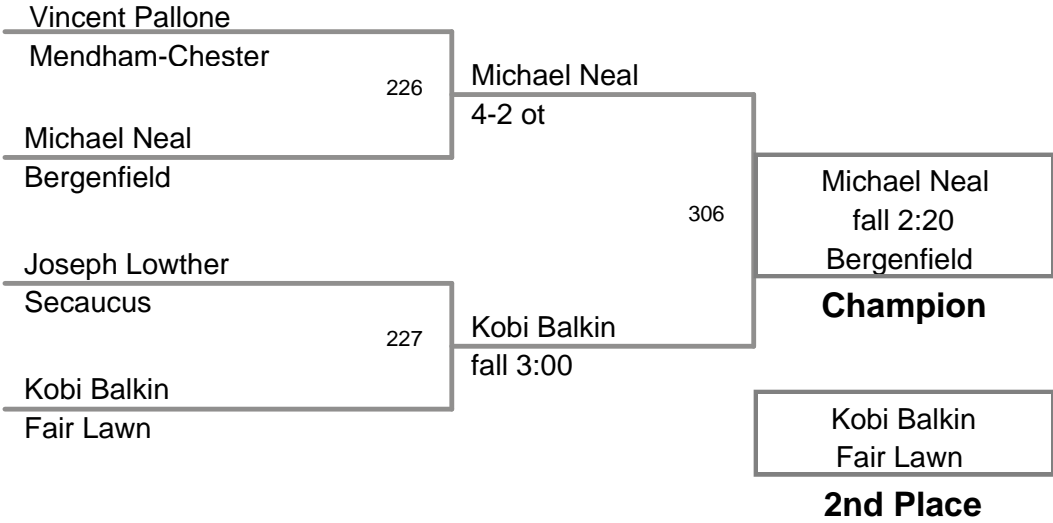 Vincent Pallone
Mendham-Chester
226
Michael Neal
4-2 ot
Michael Neal
Bergenfield
306
Michael Neal
fall 2:20
Bergenfield
Champion
Joseph Lowther
Secaucus
227
Kobi Balkin
fall 3:00
Kobi Balkin
Fair Lawn
Kobi Balkin
Fair Lawn
2nd Place